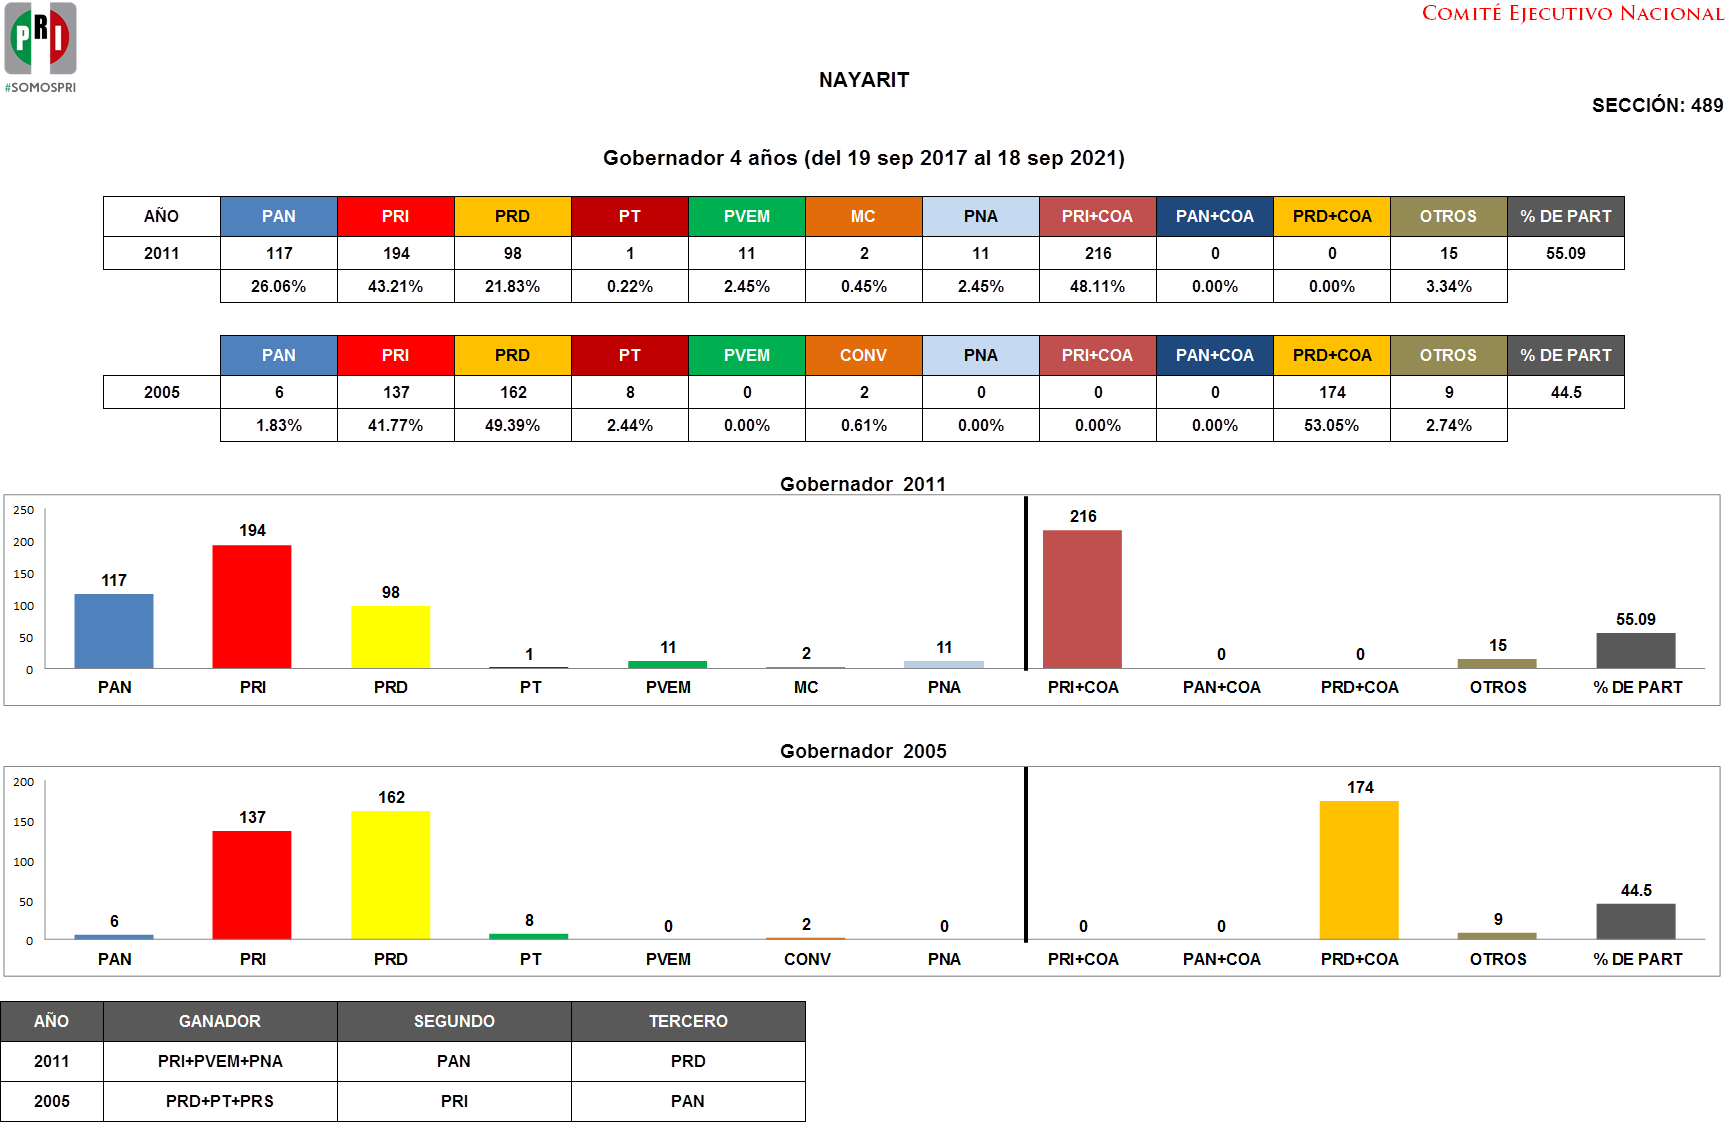 PRI
#SOMOSPRI
COMITÉ EJECUTIVO NACIONAL
NAYARIT
SECCIÓN: 489
Gobernador 4 años (del 19 sep 2017 al 18 sep 2021)
AÑO PAN PRI PRD PT PVEM MC PNA PRI+COA PAN+COA PRD+COA OTROS % DE PART
2011 117 194 98 1 11 2 11 216 0 0 15 55.09
26.06% 43.21% 21.83% 0.22% 2.45% 0.45% 2.45% 48.11% 0.00% 0.00% 3.34%
PAN PRI PRD PT PVEM CONV PNA PRI+COA PAN+COA PRD+COA OTROS % DE PART
2005 6 137 162 8 0 2 0 0 0 174 9 44.5
1.83% 41.77% 49.39% 2.44% 0.00% 0.61% 0.00% 0.00% 0.00% 53.05% 2.74%
Gobernador 2011
250
200
150
100
50
0
117 194 98 1 11 2 11 216 0 0 15 55.09
PAN PRI PRD PT PVEM MC PNA PRI+COA PAN+COA PRD+COA OTROS % DE PART
Gobernador 2005
200
150
100
50
0
6 137 162 8 0 2 0 0 0 174 9 44.5
PAN PRI PRD PT PVEM CONV PNA PRI+COA PAN+COA PRD+COA OTROS % DE PART
AÑO GANADOR SEGUNDO TERCERO
2011 PRI+PVEM+PNA PAN PRD
2005 PRD+PT+PRS PRI PAN